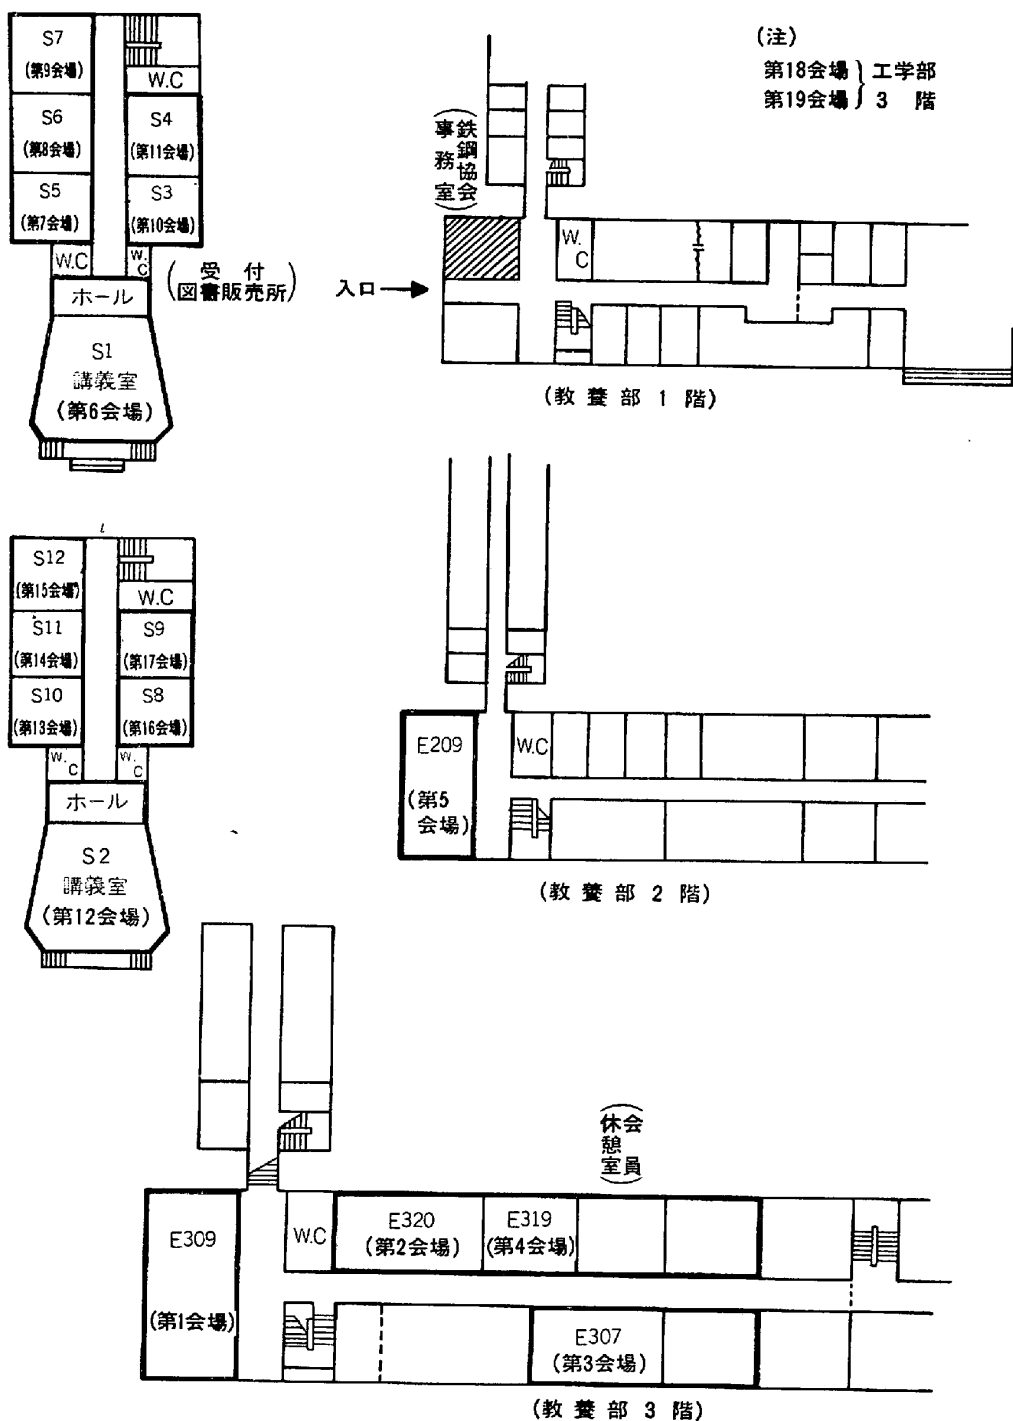 S7
(第9会場)
W.C
S6
(第8会場)
S4
(第11会場)
S5
(第7会場)
S3
(第10会場)
W.C
W.C
ホール
S1
講義室
(第6会場)
(受付
図書販売所)
入口
(鉄鋼協会
事務室)
(注)
第18会場
第19会場
工学部
3階
W.C
(教養部1階)
S12
(第15会場)
W.C
S11
(第14会場)
S9
(第17会場)
S10
(第13会場)
S8
(第16会場)
W.C
W.C
ホール
S2
講義室
(第12会場)
E209
(第5
会場)
W.C
(教養部2階)
(会員
休憩室)
E309
(第1会場)
W.C
E320
(第2会場)
E319
(第4会場)
E307
(第3会場)
(教養部3階)